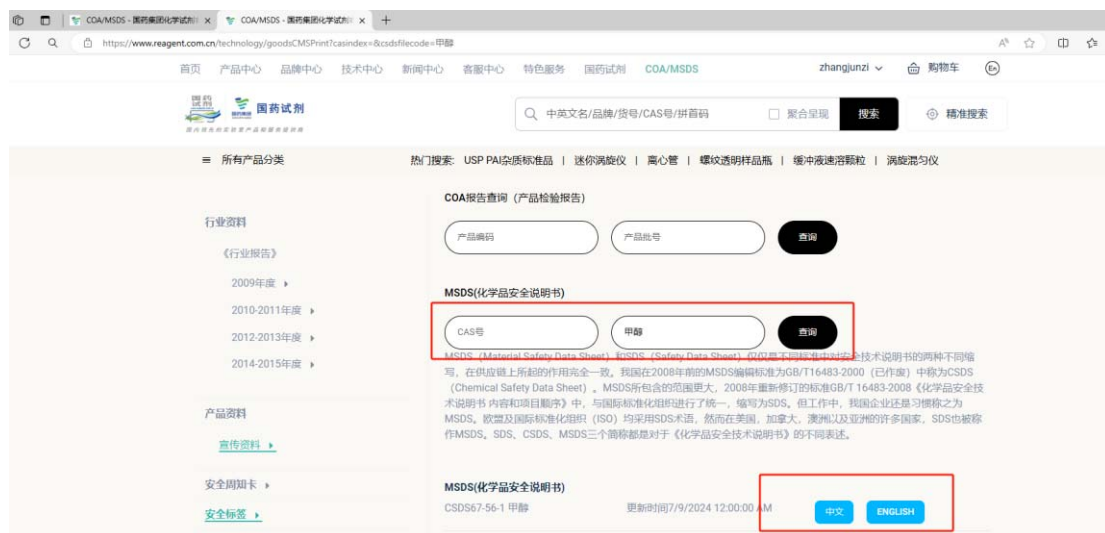 COA/MSDS - 国药集团化学试剂 × COA/MSDS - 国药集团化学试剂 × +
https://www.reagent.com.cn/technology/goodsCMSPrint?casindex=&csdsfilecode=甲醇
首页 产品中心 品牌中心 技术中心 新闻中心 客服中心 特色服务 国药试剂 COA/MSDS zhangjunzi 购物车 En
国药试剂
中英文名/品牌/货号/CAS号/拼首码 聚合呈现 搜索 精准搜索
≡ 所有产品分类 热门搜索: USP PAI杂质标准品 | 迷你涡旋仪 | 离心管 | 螺纹透明样品瓶 | 缓冲液速溶颗粒 | 涡旋混匀仪
COA报告查询（产品检验报告）
行业资料
产品编码 产品批号 查询
《行业报告》
2009年度
MSDS(化学品安全说明书)
2010-2011年度
CAS号 甲醇 查询
2012-2013年度
MSDS（Material Safety Data Sheet）和SDS（Safety Data Sheet）仅仅是不同标准中对安全技术说明书的两种不同缩
写，在供应链上所起的作用完全一致。我国在2008年前的MSDS编辑标准为GB/T16483-2000（已作废）中称为CSDS
2014-2015年度
（Chemical Safety Data Sheet）。MSDS所包含的范围更大，2008年重新修订的标准GB/T 16483-2008《化学品安全技
术说明书 内容和项目顺序》中，与国际标准化组织进行了统一，缩写为SDS。但工作中，我国企业还是习惯称之为
MSDS。欧盟及国际标准化组织（ISO）均采用SDS术语，然而在美国，加拿大，澳洲以及亚洲的许多国家，SDS也被称
作MSDS。SDS、CSDS、MSDS三个简称都是对于《化学品安全技术说明书》的不同表述。
产品资料
宣传资料
安全周知卡
MSDS(化学品安全说明书)
CSDS67-56-1 甲醇 更新时间7/9/2024 12:00:00 AM 中文 ENGLISH
安全标签